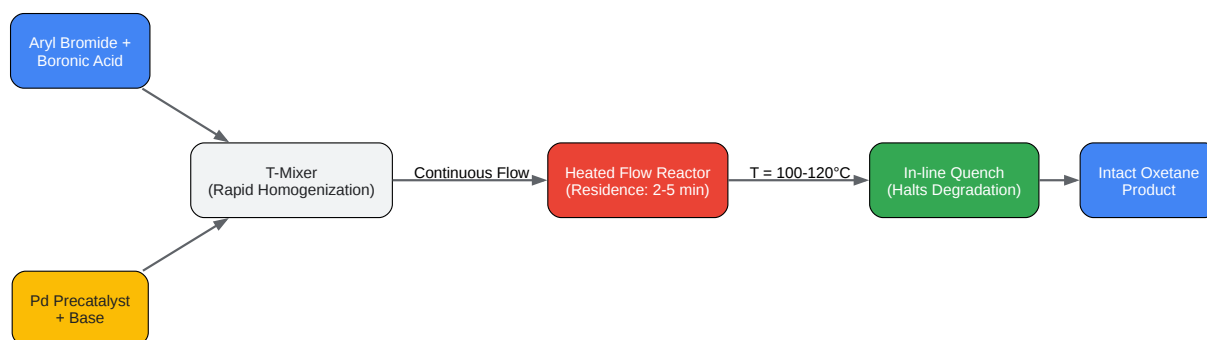 Aryl Bromide +
Boronic Acid
Pd Precatalyst
+ Base
T-Mixer
(Rapid Homogenization)
Continuous Flow
Heated Flow Reactor
(Residence: 2-5 min)
T = 100-120°C
In-line Quench
(Halts Degradation)
Intact Oxetane
Product